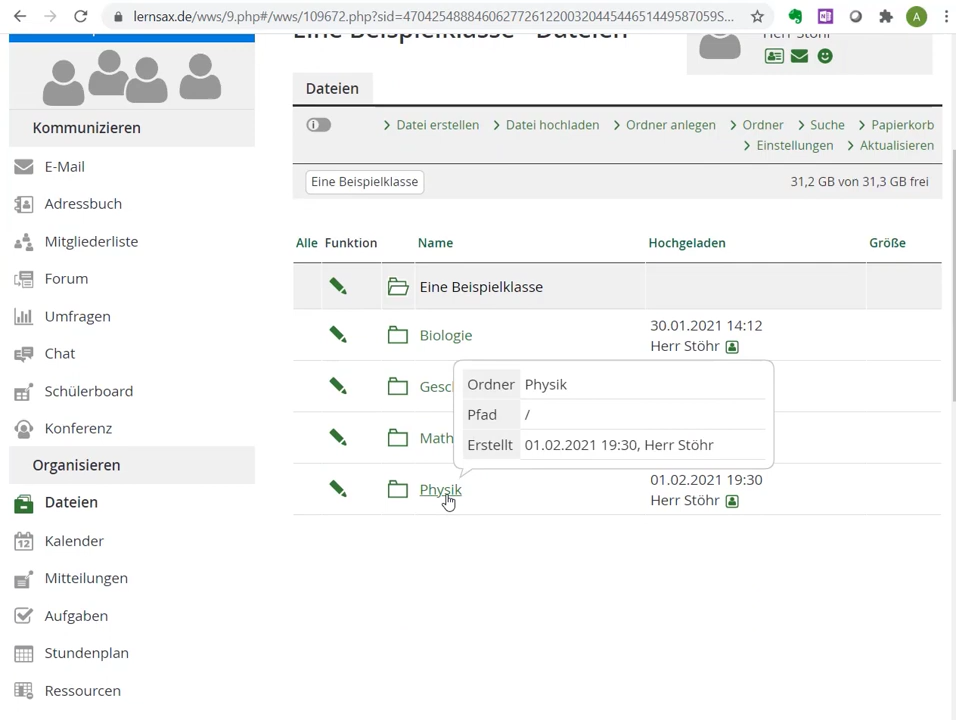 lernsax.de/wws/9.php#/wws/109672.php?sid=47042548884606277261220032044544651449587059S...
A
Eine Beispielklasse - Dateien
Herr Stöhr
Kommunizieren
E-Mail
Adressbuch
Mitgliederliste
Forum
Umfragen
Chat
Schülerboard
Konferenz
Organisieren
Dateien
Kalender
12
Mitteilungen
Aufgaben
Stundenplan
Ressourcen
Dateien
Datei erstellen Datei hochladen Ordner anlegen Ordner Suche Papierkorb
Einstellungen Aktualisieren
Eine Beispielklasse 31,2 GB von 31,3 GB frei
Alle Funktion Name Hochgeladen Größe
Eine Beispielklasse
Biologie 30.01.2021 14:12
Herr Stöhr
Gesc
Ordner Physik
Pfad /
Math
Erstellt 01.02.2021 19:30, Herr Stöhr
Physik 01.02.2021 19:30
Herr Stöhr